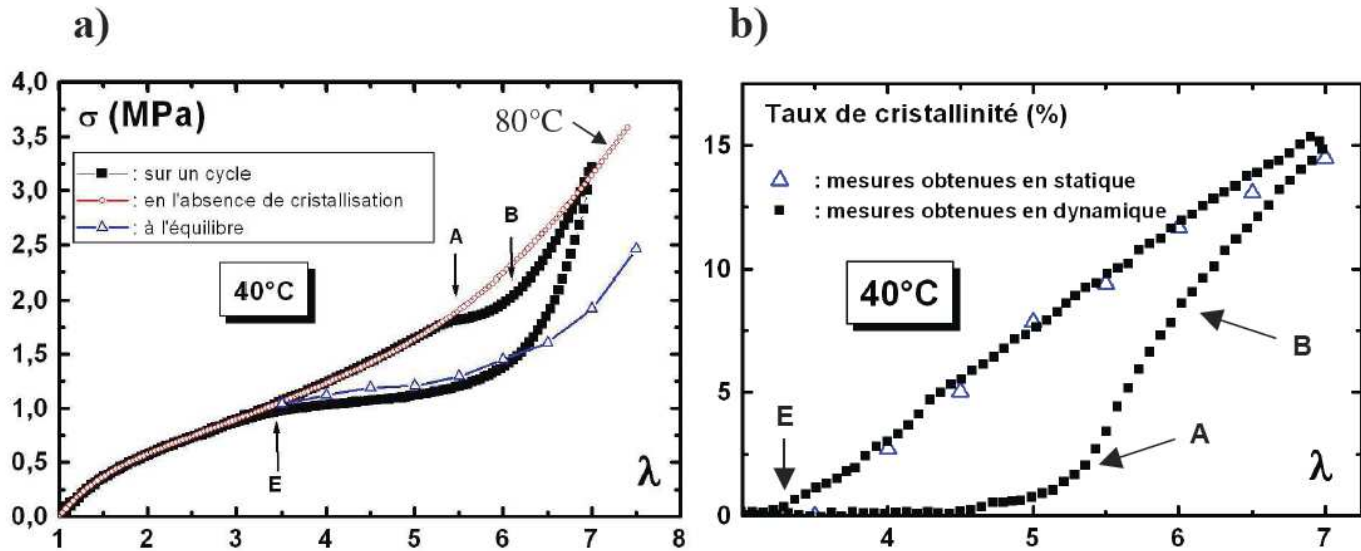 a)
σ (MPa)
4,0
3,5
3,0
2,5
2,0
1,5
1,0
0,5
0,0
80°C
: sur un cycle
: en l'absence de cristallisation
: à l'équilibre
40°C
A
B
E
λ
1 2 3 4 5 6 7 8
b)
Taux de cristallinité (%)
15
10
5
0
: mesures obtenues en statique
: mesures obtenues en dynamique
40°C
E
B
A
λ
4 5 6 7